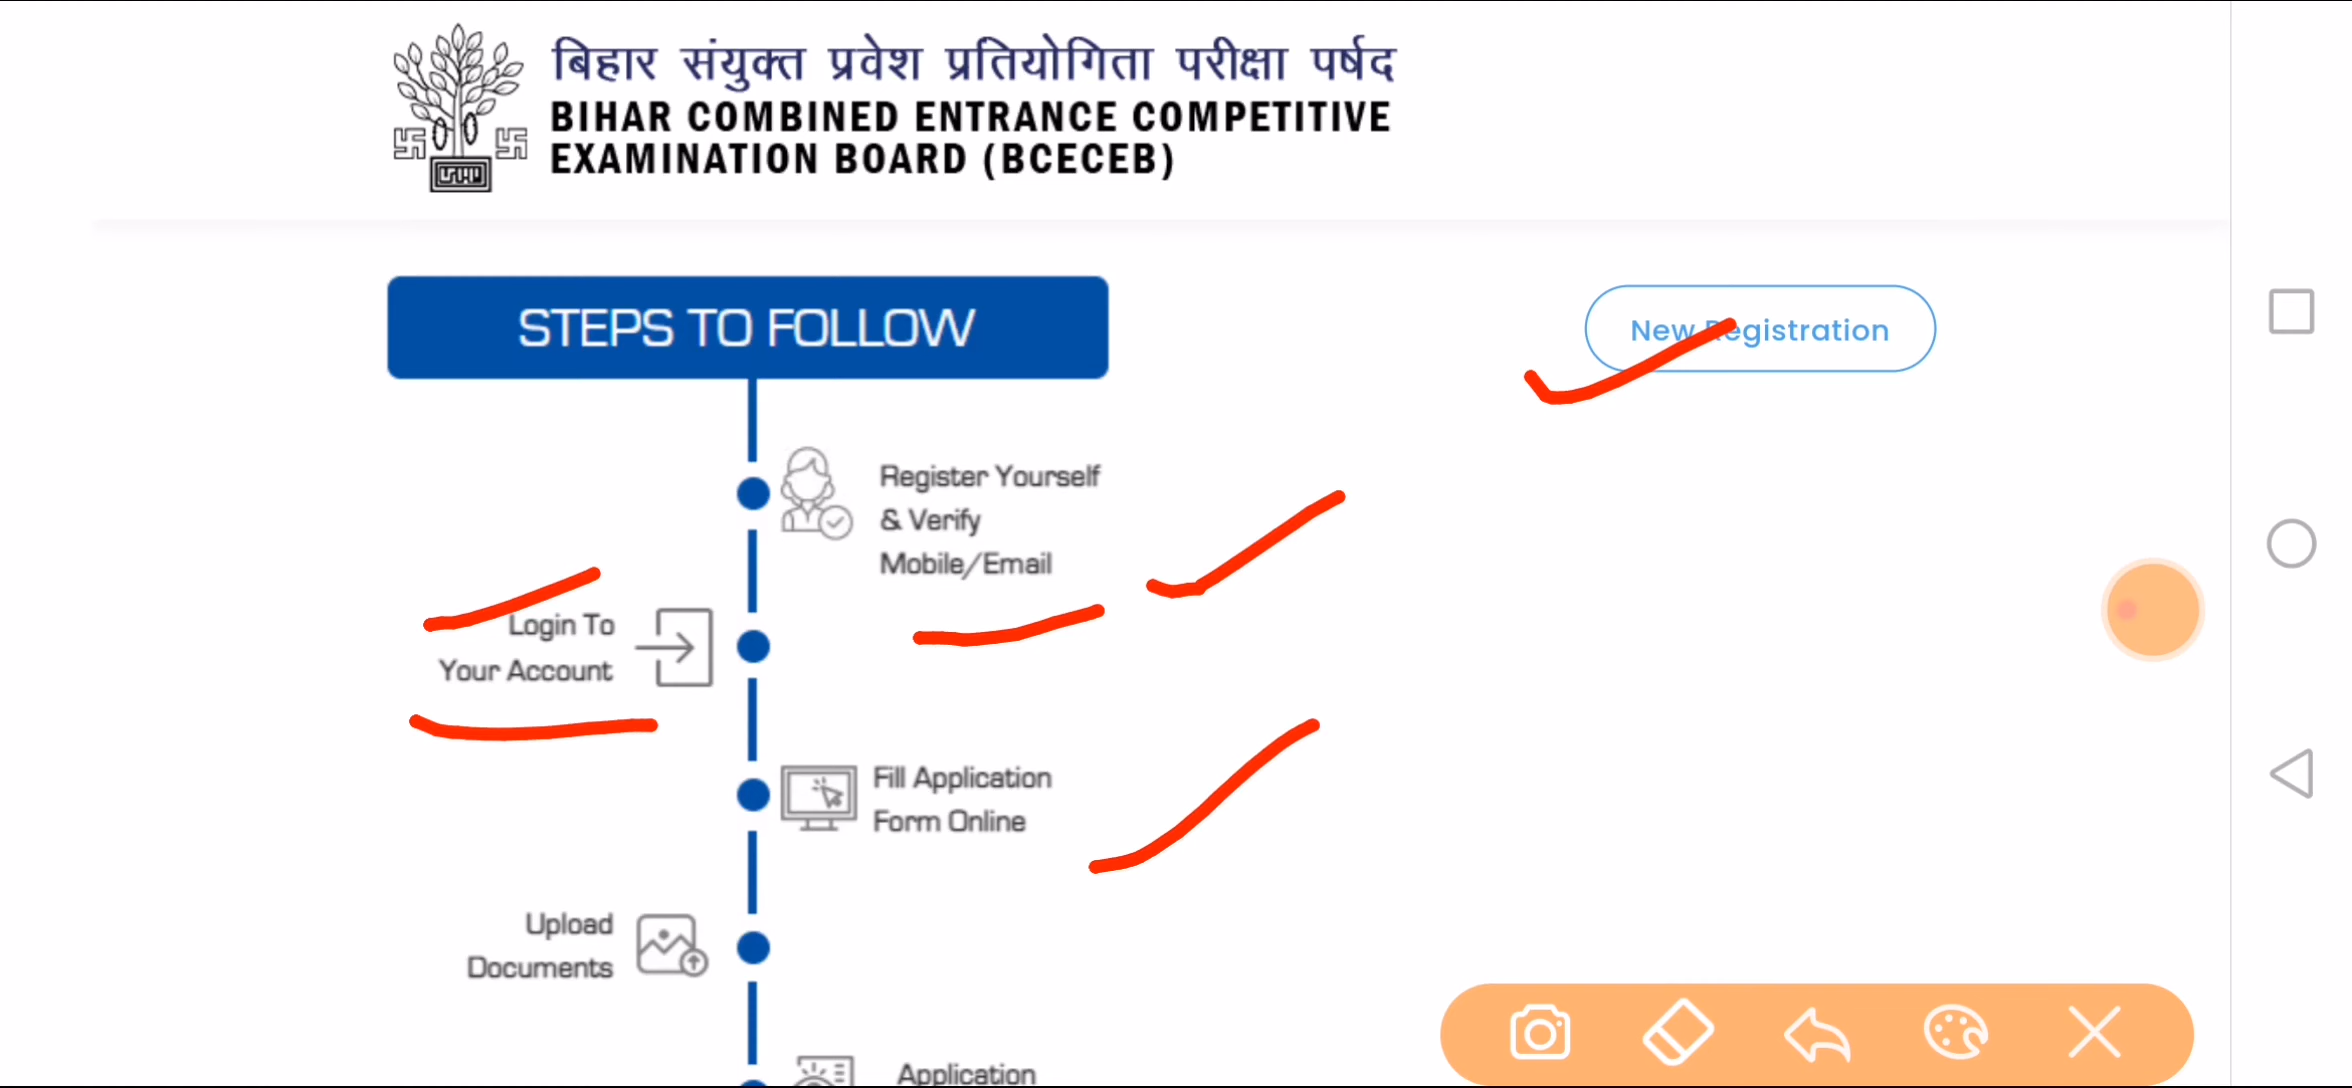 बिहार संयुक्त प्रवेश प्रतियोगिता परीक्षा पर्षद
BIHAR COMBINED ENTRANCE COMPETITIVE
EXAMINATION BOARD (BCECEB)
STEPS TO FOLLOW
New Registration
Register Yourself
& Verify
Mobile/Email
Login To
Your Account
Fill Application
Form Online
Upload
Documents
Application